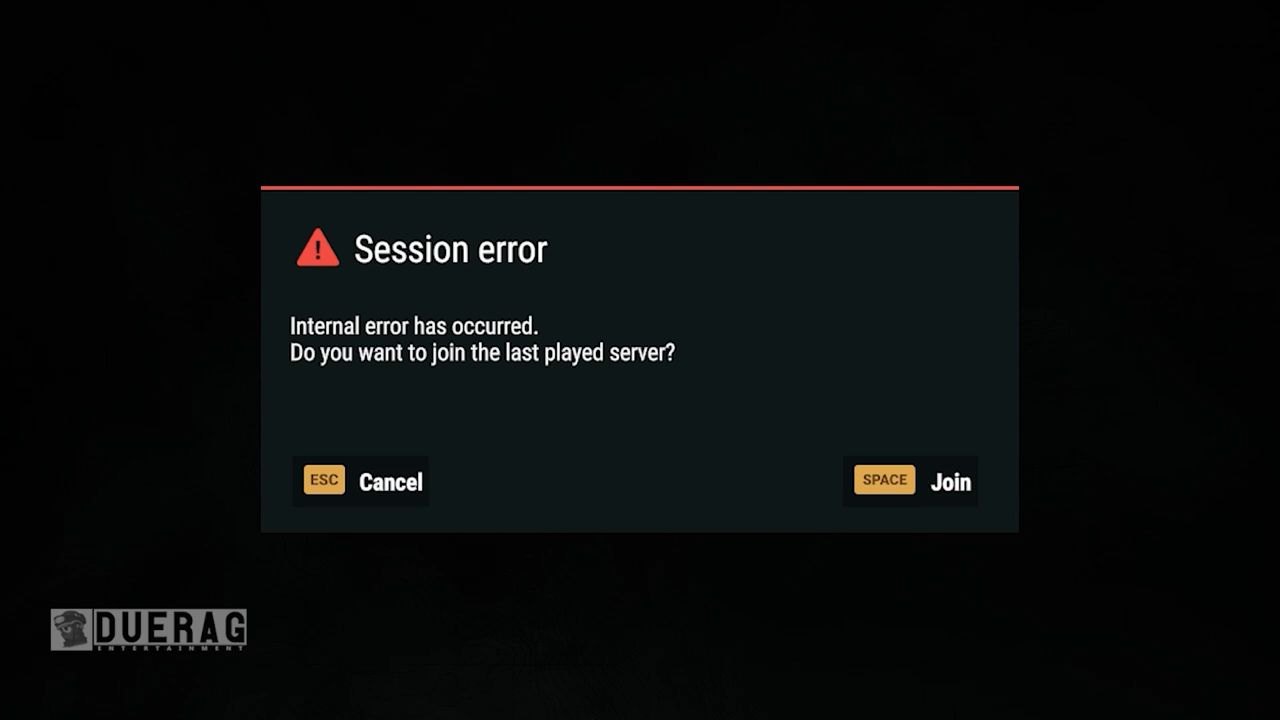 Session error
Internal error has occurred.
Do you want to join the last played server?
ESC Cancel
SPACE Join
DUERAG
ENTERTAINMENT